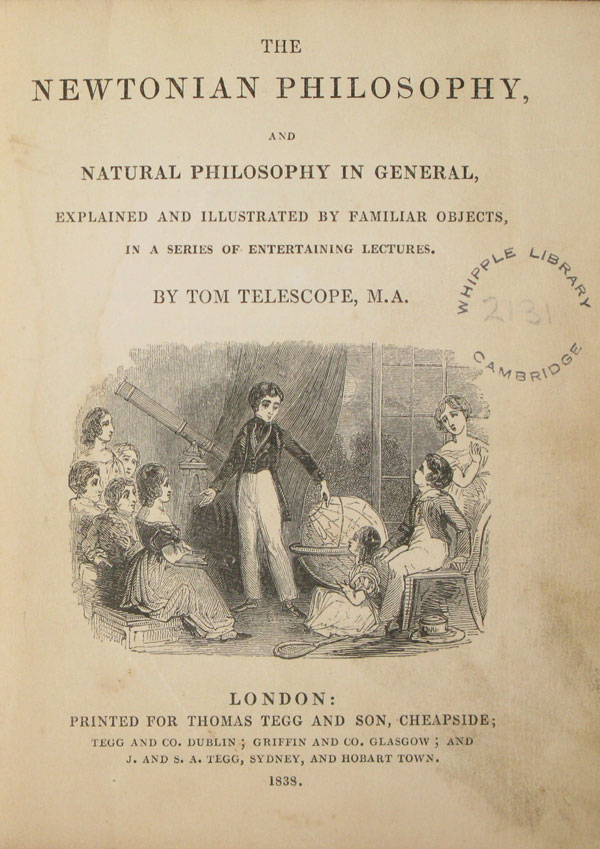 THE
NEWTONIAN PHILOSOPHY,
AND
NATURAL PHILOSOPHY IN GENERAL,
EXPLAINED AND ILLUSTRATED BY FAMILIAR OBJECTS,
IN A SERIES OF ENTERTAINING LECTURES.
BY TOM TELESCOPE, M.A.
WHIPPLE LIBRARY
2131
CAMBRIDGE
LONDON:
PRINTED FOR THOMAS TEGG AND SON, CHEAPSIDE;
TEGG AND CO. DUBLIN; GRIFFIN AND CO. GLASGOW; AND
J. AND S. A. TEGG, SYDNEY, AND HOBART TOWN.
1838.